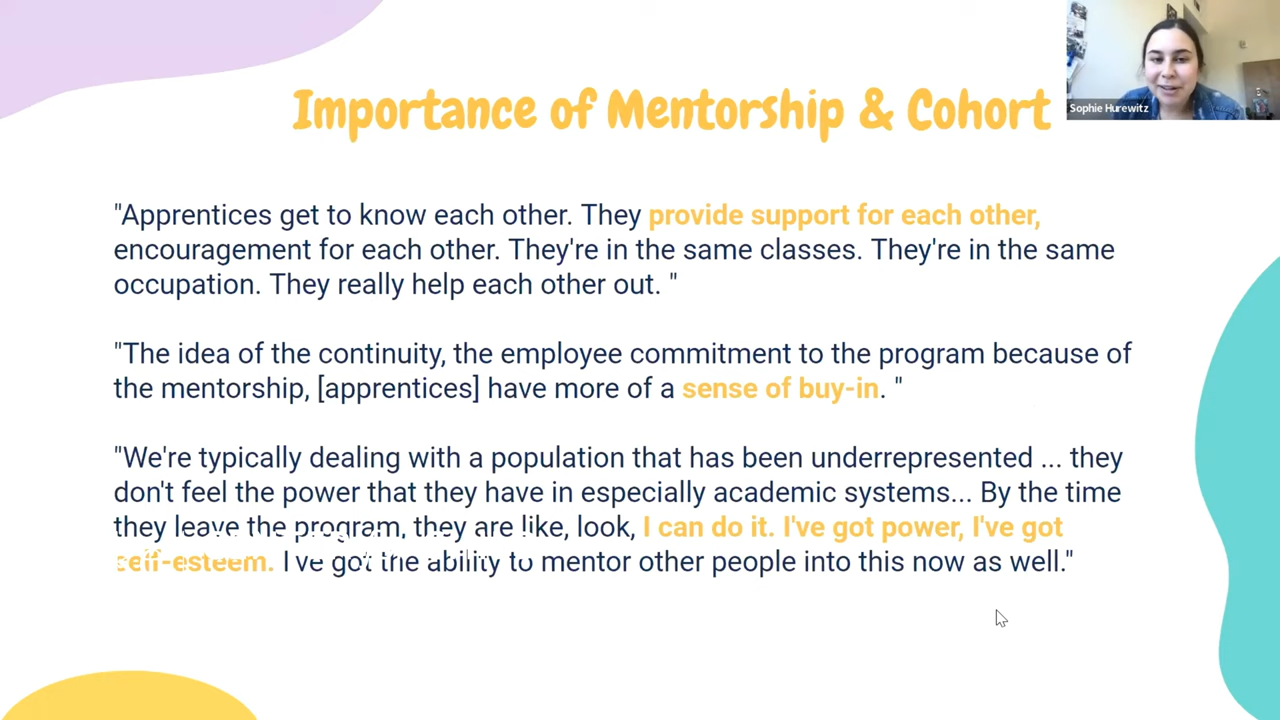 Importance of Mentorship & Cohort
Sophie Hurewitz
"Apprentices get to know each other. They provide support for each other,
encouragement for each other. They're in the same classes. They're in the same
occupation. They really help each other out. "
"The idea of the continuity, the employee commitment to the program because of
the mentorship, [apprentices] have more of a sense of buy-in. "
"We're typically dealing with a population that has been underrepresented ... they
don't feel the power that they have in especially academic systems... By the time
they leave the program, they are like, look, I can do it. I've got power, I've got
self-esteem. I've got the ability to mentor other people into this now as well."